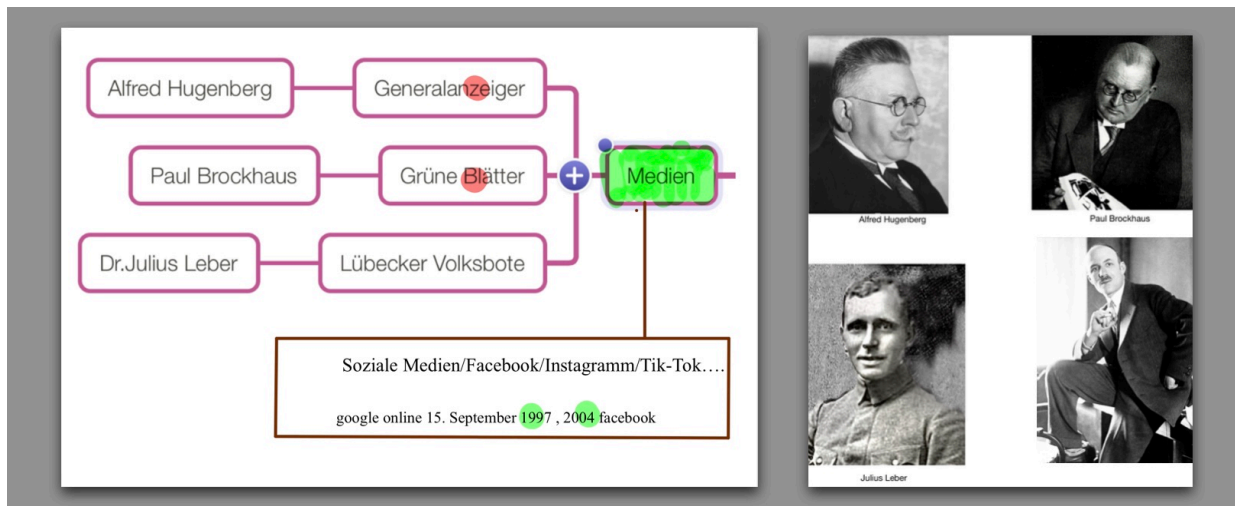 Alfred Hugenberg
Generalanzeiger
Paul Brockhaus
Grüne Blätter
Medien
Dr.Julius Leber
Lübecker Volksbote
Soziale Medien/Facebook/Instagramm/Tik-Tok….
google online 15. September 1997 , 2004 facebook
Alfred Hugenberg
Paul Brockhaus
Julius Leber